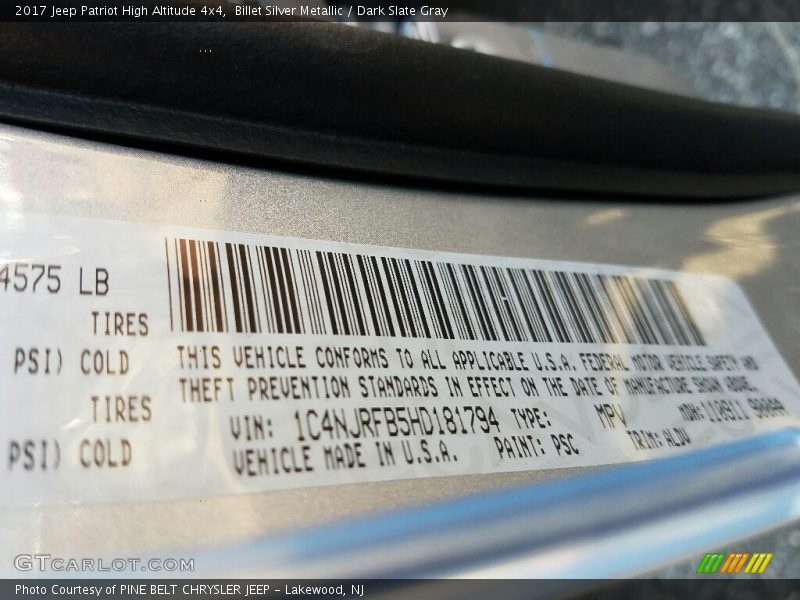 2017 Jeep Patriot High Altitude 4x4,  Billet Silver Metallic / Dark Slate Gray
4575 LB
TIRES
PSI) COLD
TIRES
PSI) COLD
THIS VEHICLE CONFORMS TO ALL APPLICABLE U.S.A. FEDERAL MOTOR VEHICLE SAFETY AND
THEFT PREVENTION STANDARDS IN EFFECT ON THE DATE OF MANUFACTURE SHOWN ABOVE.
VIN: 1C4NJRFB5HD181794 TYPE: MPV
VEHICLE MADE IN U.S.A. PAINT: PSC TRIM: ALDV
GTCARLOT.COM
Photo Courtesy of PINE BELT CHRYSLER JEEP - Lakewood, NJ